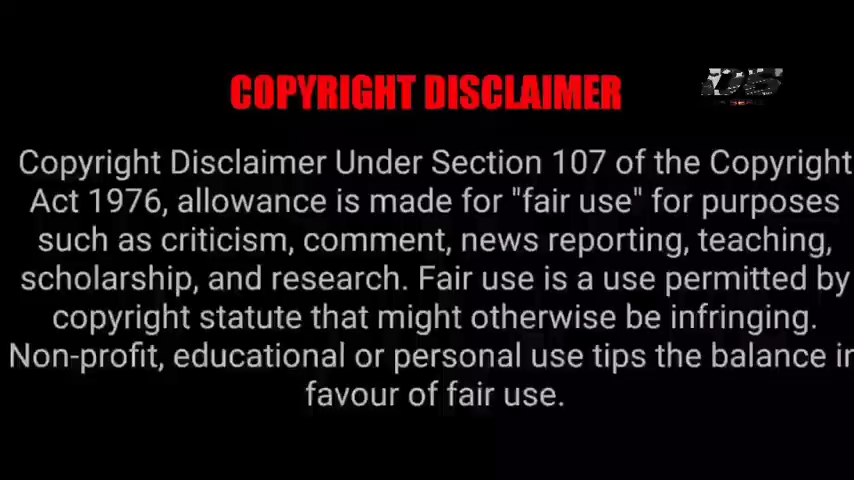 COPYRIGHT DISCLAIMER
Copyright Disclaimer Under Section 107 of the Copyright
Act 1976, allowance is made for "fair use" for purposes
such as criticism, comment, news reporting, teaching,
scholarship, and research. Fair use is a use permitted by
copyright statute that might otherwise be infringing.
Non-profit, educational or personal use tips the balance in
favour of fair use.